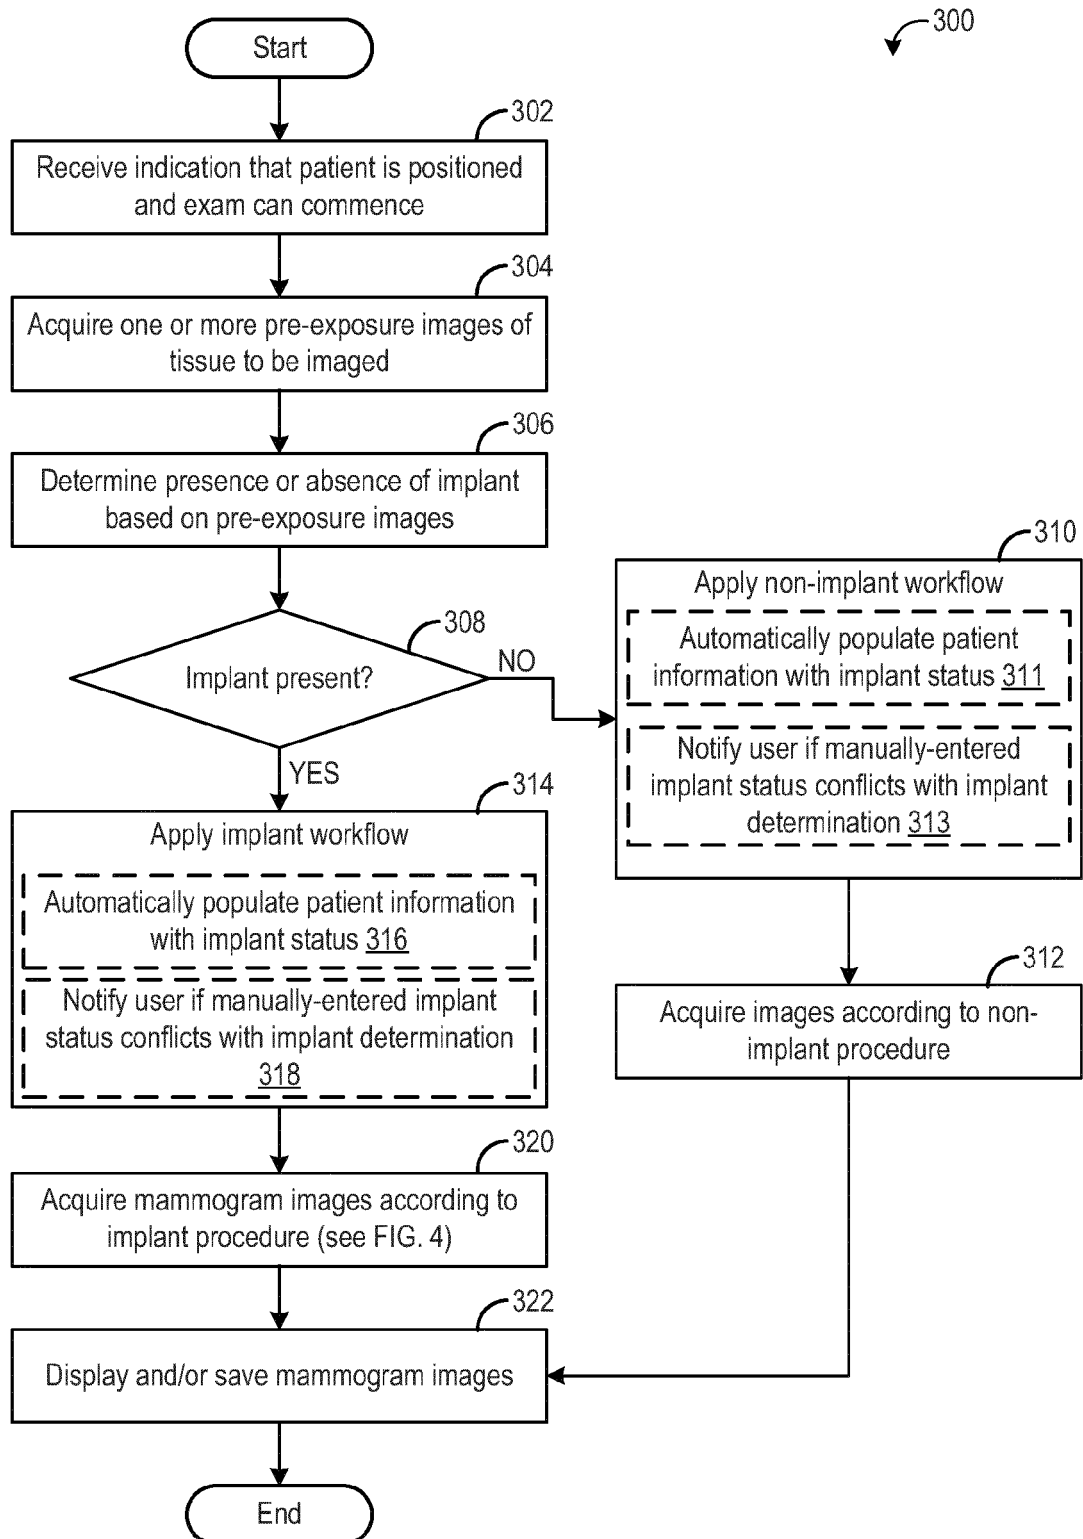 300
Start
302
Receive indication that patient is positioned
and exam can commence
304
Acquire one or more pre-exposure images of
tissue to be imaged
306
Determine presence or absence of implant
based on pre-exposure images
308
Implant present?
NO
YES
310
Apply non-implant workflow
Automatically populate patient
information with implant status 311
Notify user if manually-entered
implant status conflicts with implant
determination 313
312
Acquire images according to non-
implant procedure
314
Apply implant workflow
Automatically populate patient information
with implant status 316
Notify user if manually-entered implant
status conflicts with implant determination
318
320
Acquire mammogram images according to
implant procedure (see FIG. 4)
322
Display and/or save mammogram images
End